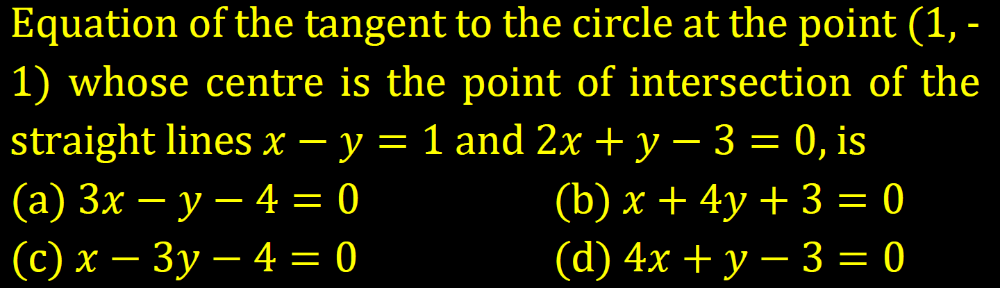 Equation of the tangent to the circle at the point (1, -
1) whose centre is the point of intersection of the
straight lines x − y = 1 and 2x + y − 3 = 0, is
(a) 3x − y − 4 = 0 (b) x + 4y + 3 = 0
(c) x − 3y − 4 = 0 (d) 4x + y − 3 = 0